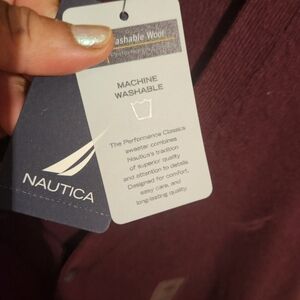 ashable Wool
MACHINE
WASHABLE
The Performance Classics
sweater combines
Nautica's tradition
of superior quality
and attention to details.
Designed for comfort,
easy care, and
long-lasting quality.
NAUTICA